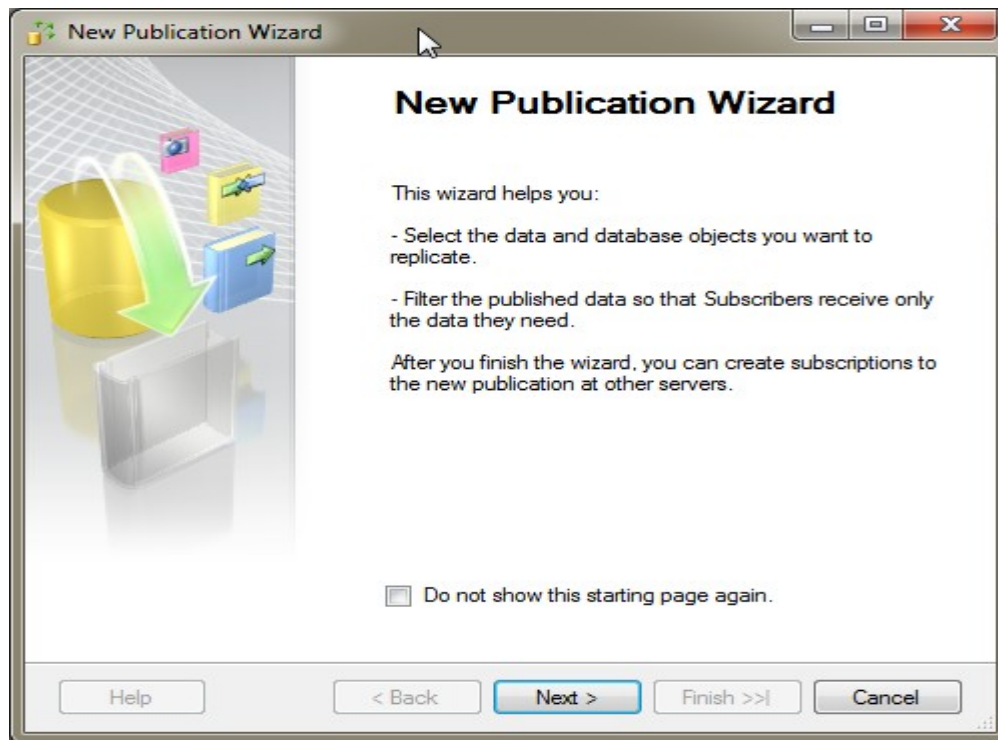 New Publication Wizard
New Publication Wizard
This wizard helps you:
- Select the data and database objects you want to
replicate.
- Filter the published data so that Subscribers receive only
the data they need.
After you finish the wizard, you can create subscriptions to
the new publication at other servers.
Do not show this starting page again.
Help
< Back
Next >
Finish >>|
Cancel